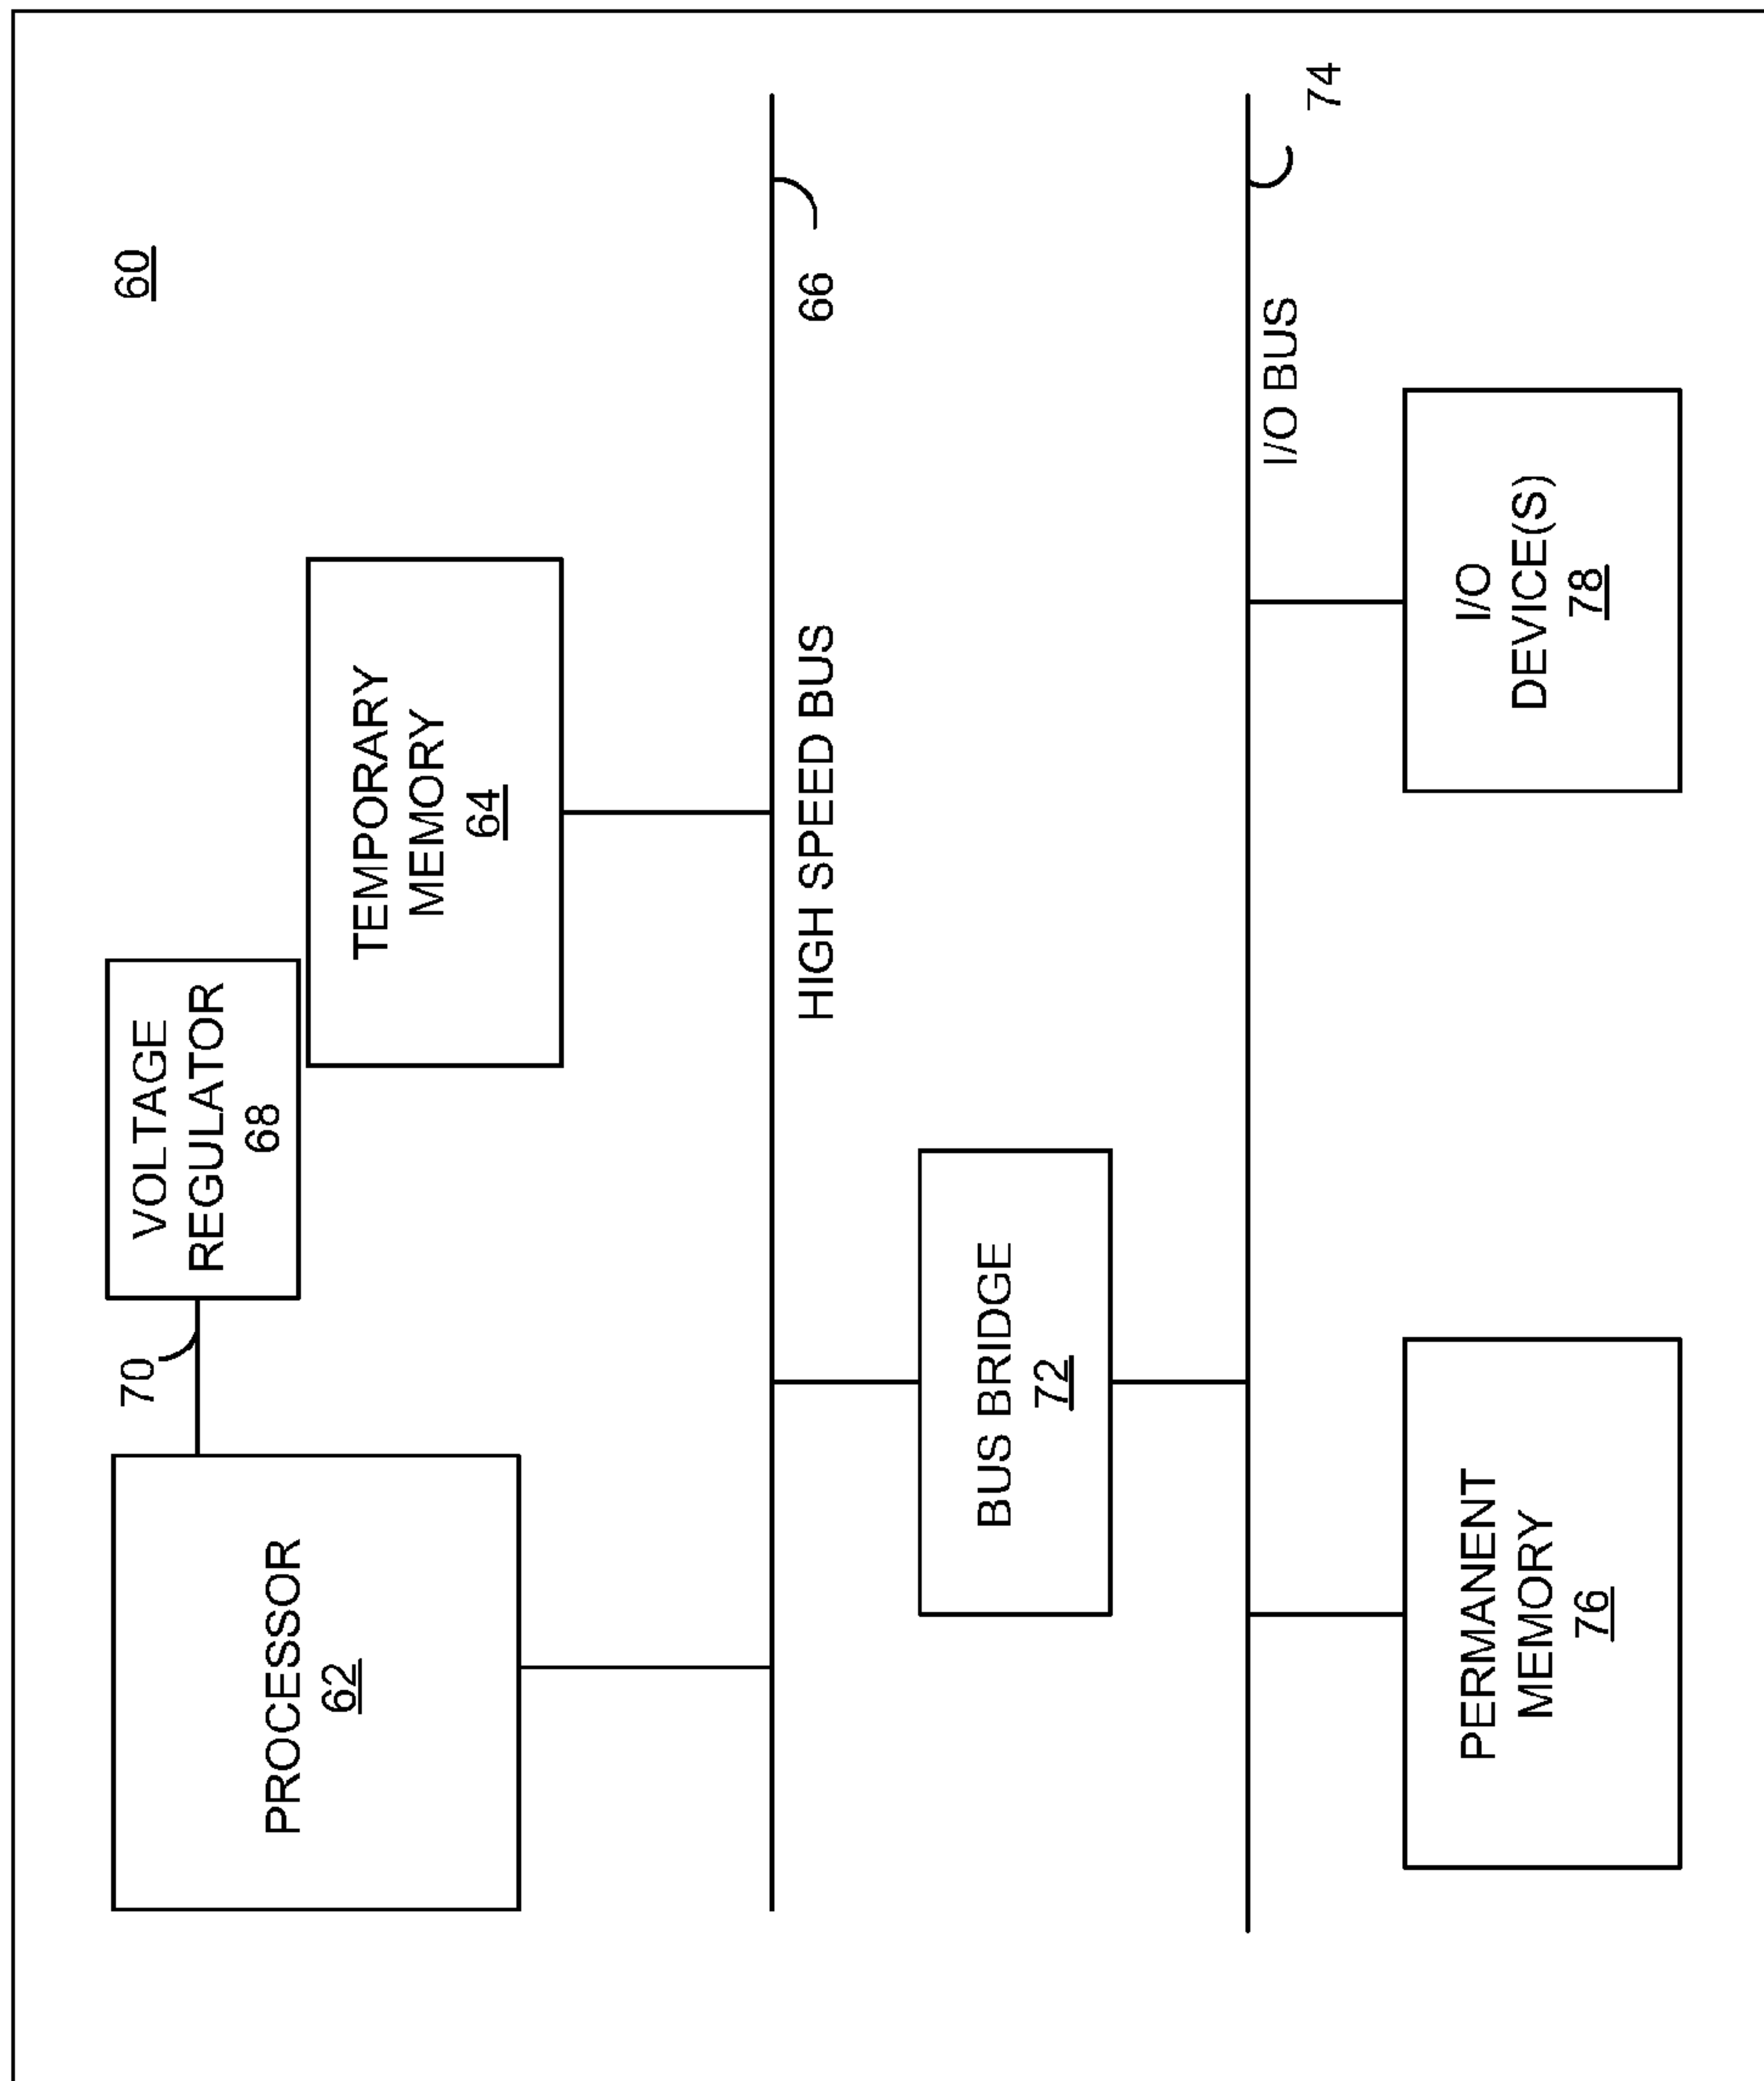 60
PROCESSOR
62
70
VOLTAGE
REGULATOR
68
TEMPORARY
MEMORY
64
HIGH SPEED BUS
66
BUS BRIDGE
72
I/O BUS
74
PERMANENT
MEMORY
76
I/O
DEVICE(S)
78